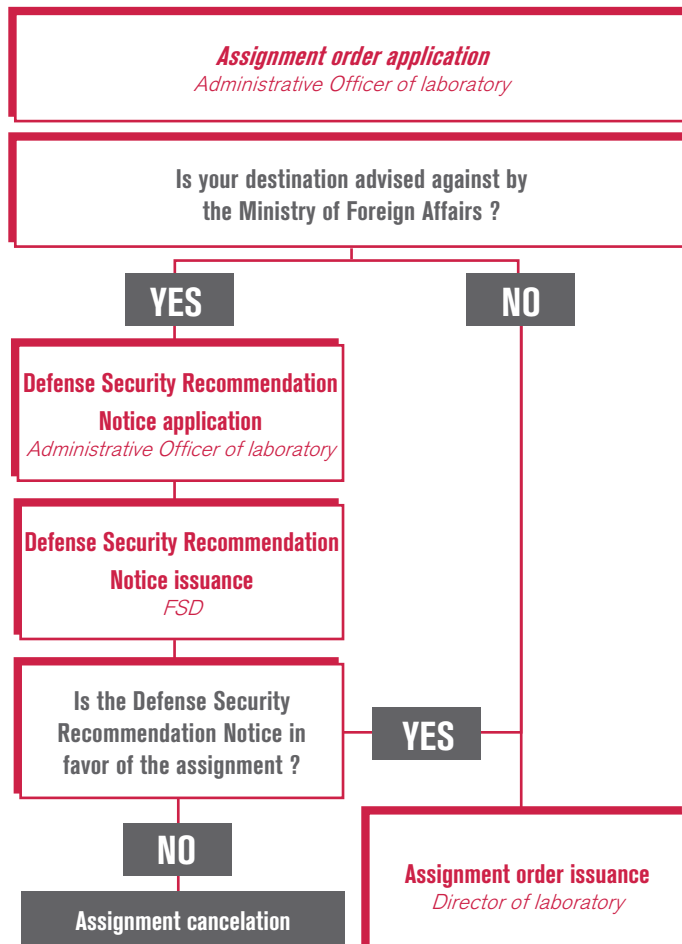 Assignment order application
Administrative Officer of laboratory
Is your destination advised against by
the Ministry of Foreign Affairs ?
YES
NO
Defense Security Recommendation
Notice application
Administrative Officer of laboratory
Defense Security Recommendation
Notice issuance
FSD
Is the Defense Security
Recommendation Notice in
favor of the assignment ?
YES
NO
Assignment cancelation
Assignment order issuance
Director of laboratory